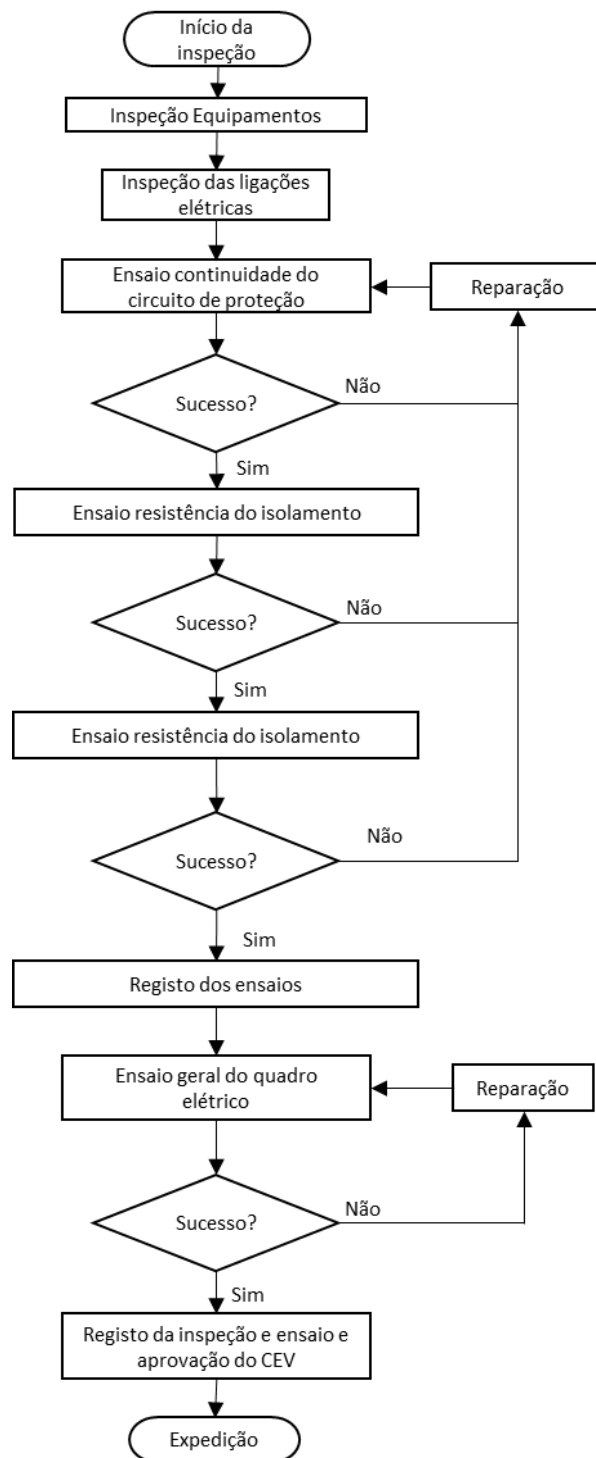 Início da
inspeção
Inspeção Equipamentos
Inspeção das ligações
elétricas
Ensaio continuidade do
circuito de proteção
Reparação
Sucesso?
Não
Sim
Ensaio resistência do isolamento
Sucesso?
Não
Sim
Ensaio resistência do isolamento
Sucesso?
Não
Sim
Registo dos ensaios
Ensaio geral do quadro
elétrico
Reparação
Sucesso?
Não
Sim
Registo da inspeção e ensaio e
aprovação do CEV
Expedição